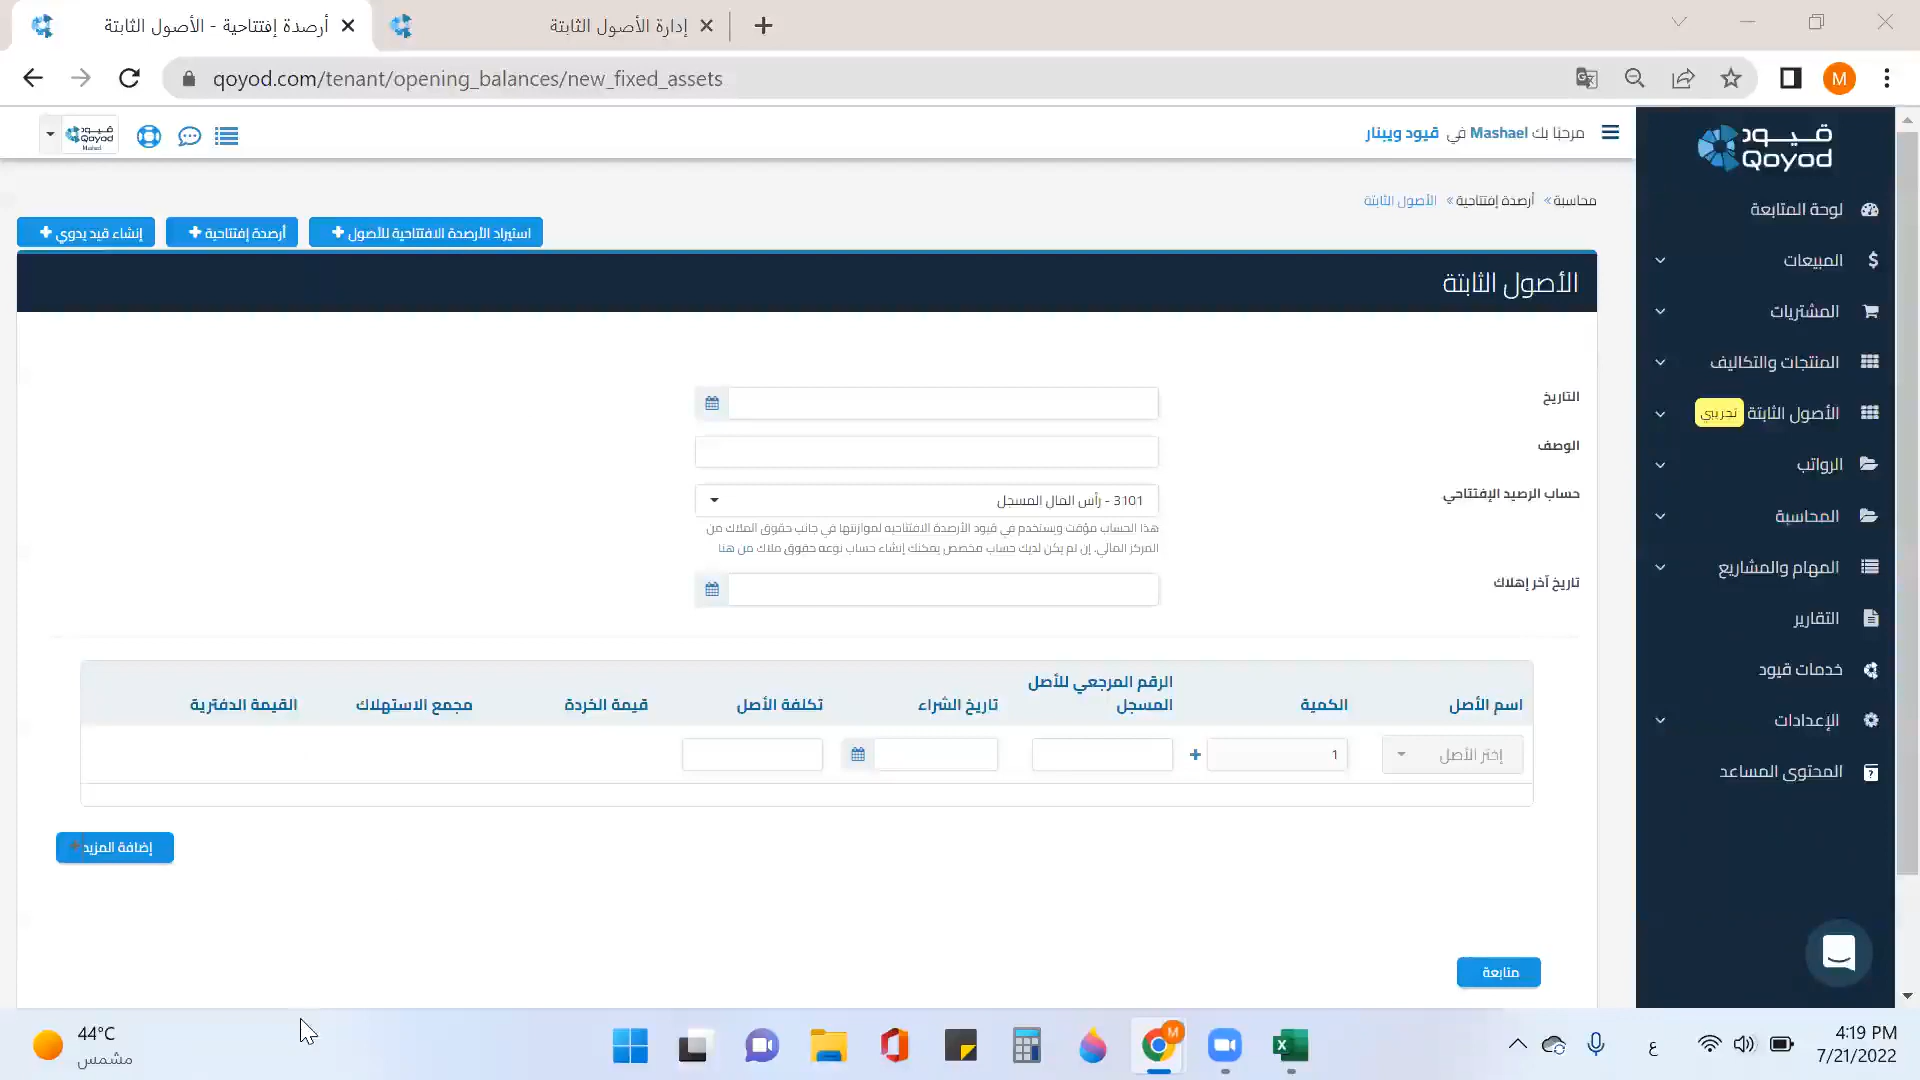 أرصدة إفتتاحية - الأصول الثابتة
إدارة الأصول الثابتة
qoyod.com/tenant/opening_balances/new_fixed_assets
M
مرحبًا بك Mashael في قيود ويبنار
قيود
Qoyod
محاسبة » أرصدة إفتتاحية » الأصول الثابتة
استيراد الأرصدة الافتتاحية للأصول +
أرصدة إفتتاحية +
إنشاء قيد يدوي +
الأصول الثابتة
التاريخ
الوصف
حساب الرصيد الإفتتاحي
3101 - رأس المال المسجل
هذا الحساب مؤقت ويستخدم في قيود الأرصدة الافتتاحيه لموازنتها في جانب حقوق الملاك من
المركز المالي. إن لم يكن لديك حساب مخصص يمكنك إنشاء حساب نوعه حقوق ملاك من هنا
تاريخ آخر إهلاك
اسم الأصل
الكمية
الرقم المرجعي للأصل
المسجل
تاريخ الشراء
تكلفة الأصل
قيمة الخردة
مجمع الاستهلاك
القيمة الدفترية
إختر الأصل
1
إضافة المزيد
متابعة
قيود
Qoyod
لوحة المتابعة
المبيعات
المشتريات
المنتجات والتكاليف
الأصول الثابتة تجريبي
الرواتب
المحاسبة
المهام والمشاريع
التقارير
خدمات قيود
الإعدادات
المحتوى المساعد
44°C
مشمس
M
ع
4:19 PM
7/21/2022